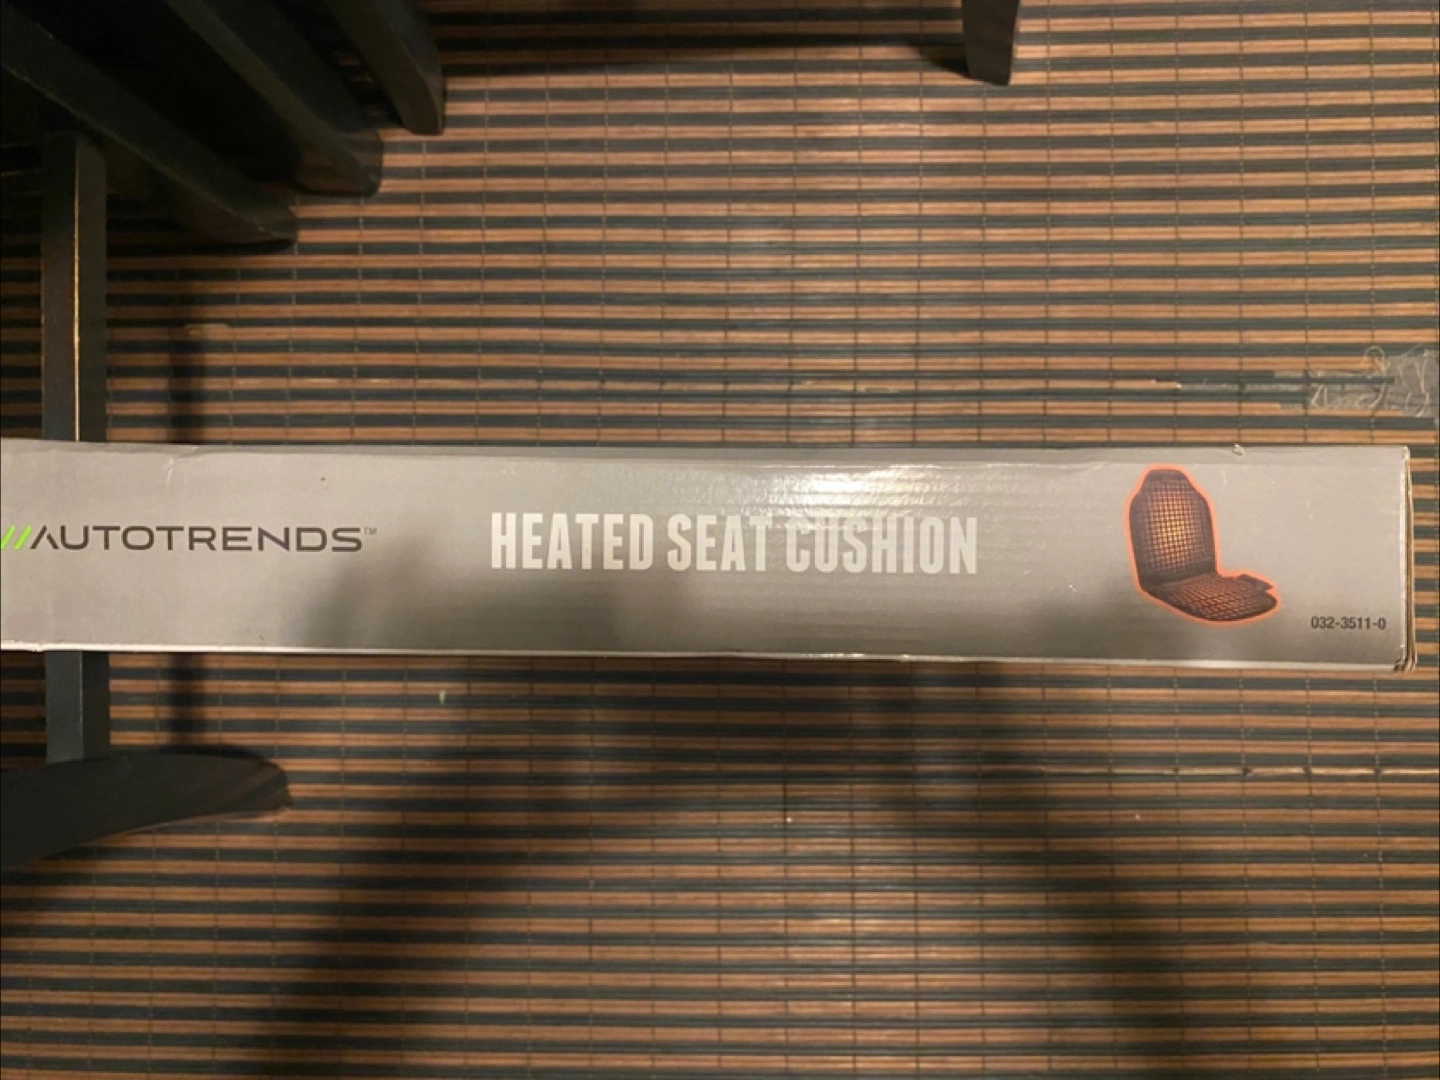 //AUTOTRENDS™
HEATED SEAT CUSHION
032-3511-0